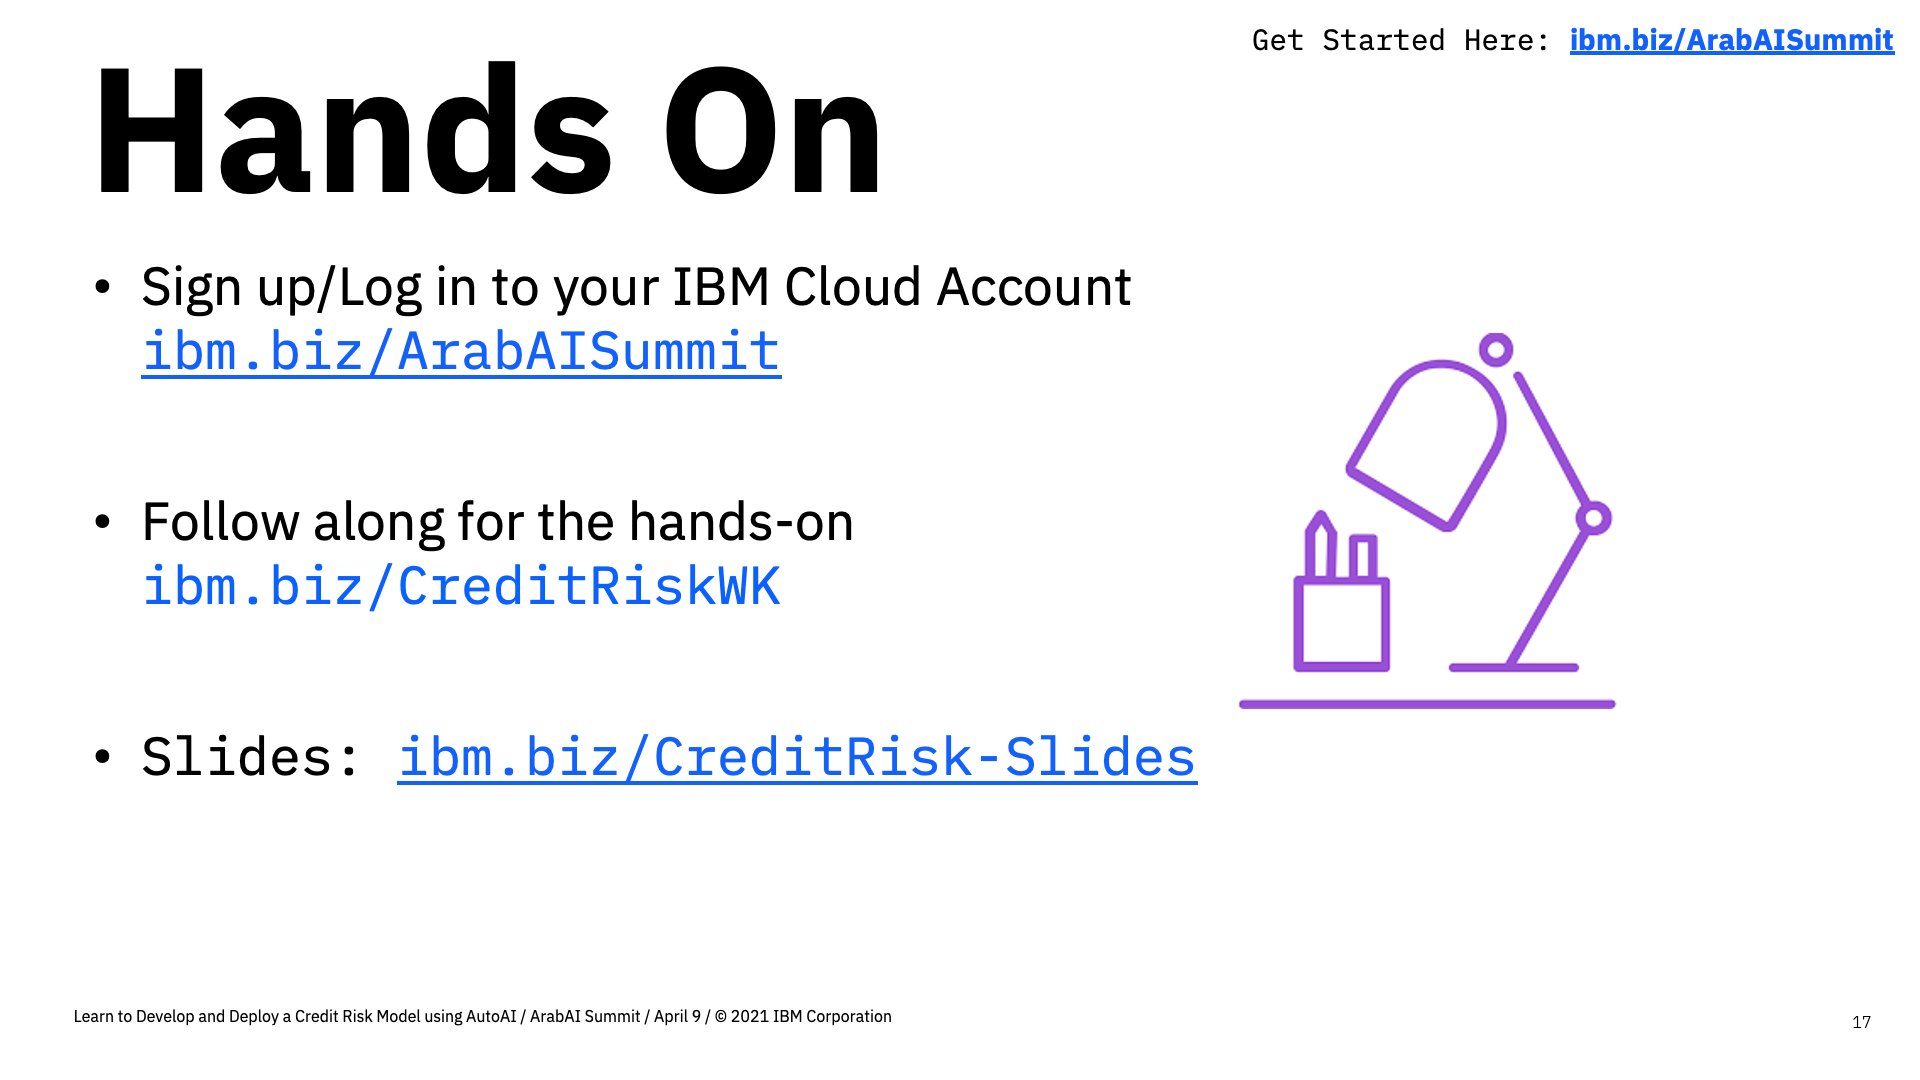 Get Started Here: ibm.biz/ArabAISummit
Hands On
• Sign up/Log in to your IBM Cloud Account
ibm.biz/ArabAISummit
• Follow along for the hands-on
ibm.biz/CreditRiskWK
• Slides: ibm.biz/CreditRisk-Slides
Learn to Develop and Deploy a Credit Risk Model using AutoAI / ArabAI Summit / April 9 / © 2021 IBM Corporation
17